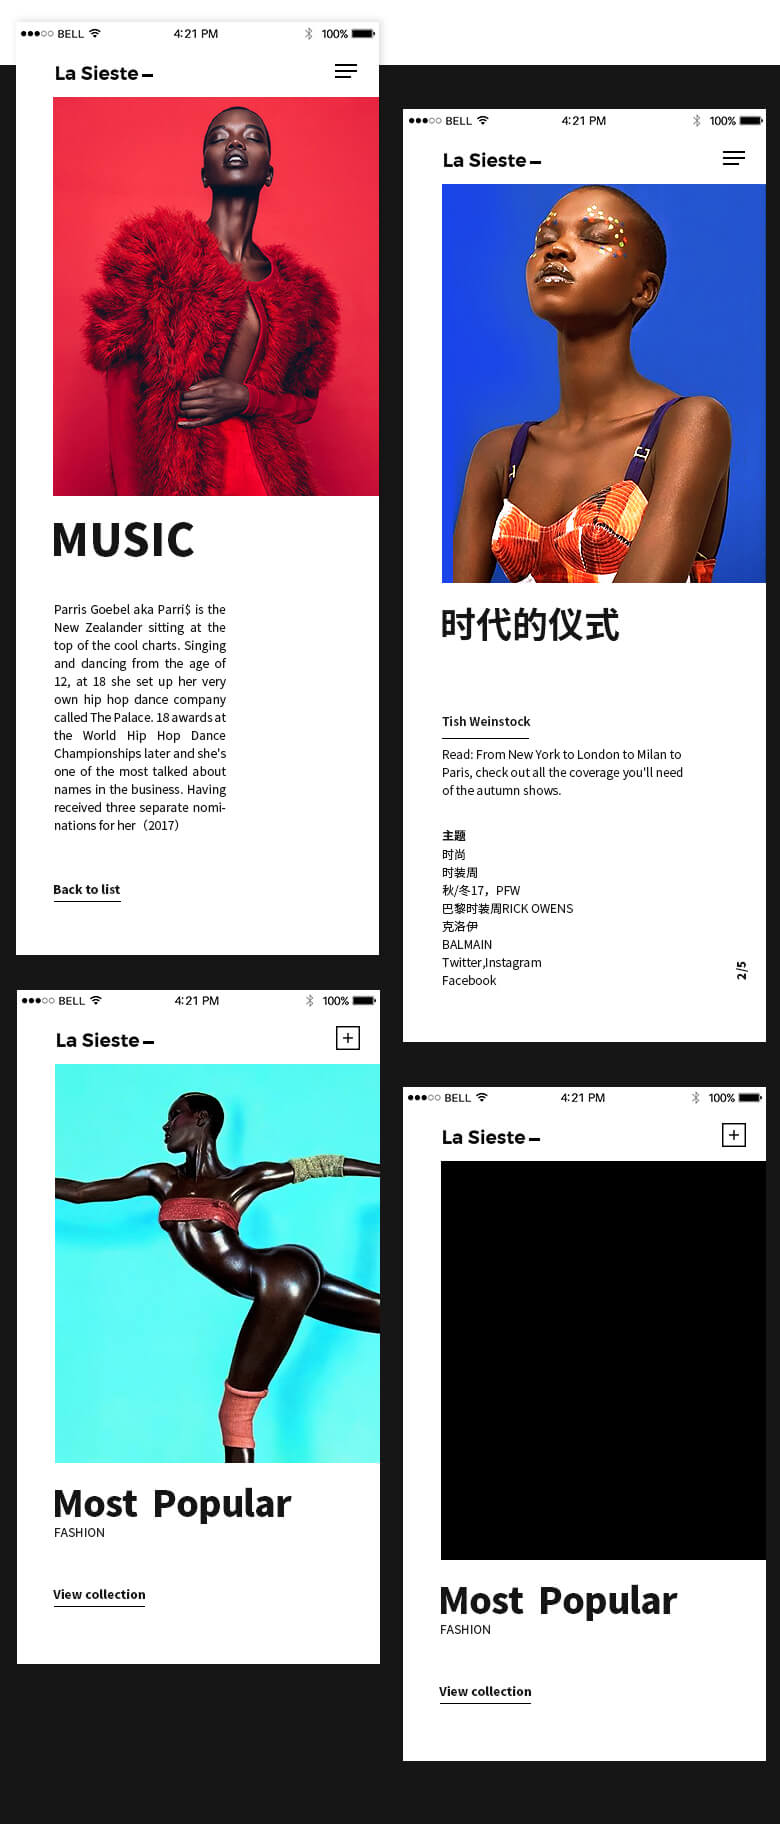 BELL
4:21 PM
100%
La Sieste
MUSIC
Parris Goebel aka Parri$ is the
New Zealander sitting at the
top of the cool charts. Singing
and dancing from the age of
12, at 18 she set up her very
own hip hop dance company
called The Palace. 18 awards at
the World Hip Hop Dance
Championships later and she's
one of the most talked about
names in the business. Having
received three separate nomi-
nations for her（2017）
Back to list
BELL
4:21 PM
100%
La Sieste
时代的仪式
Tish Weinstock
Read: From New York to London to Milan to
Paris, check out all the coverage you'll need
of the autumn shows.
主题
时尚
时装周
秋/冬17，PFW
巴黎时装周RICK OWENS
克洛伊
BALMAIN
Twitter,Instagram
Facebook
2/5
BELL
4:21 PM
100%
La Sieste
Most Popular
FASHION
View collection
BELL
4:21 PM
100%
La Sieste
Most Popular
FASHION
View collection